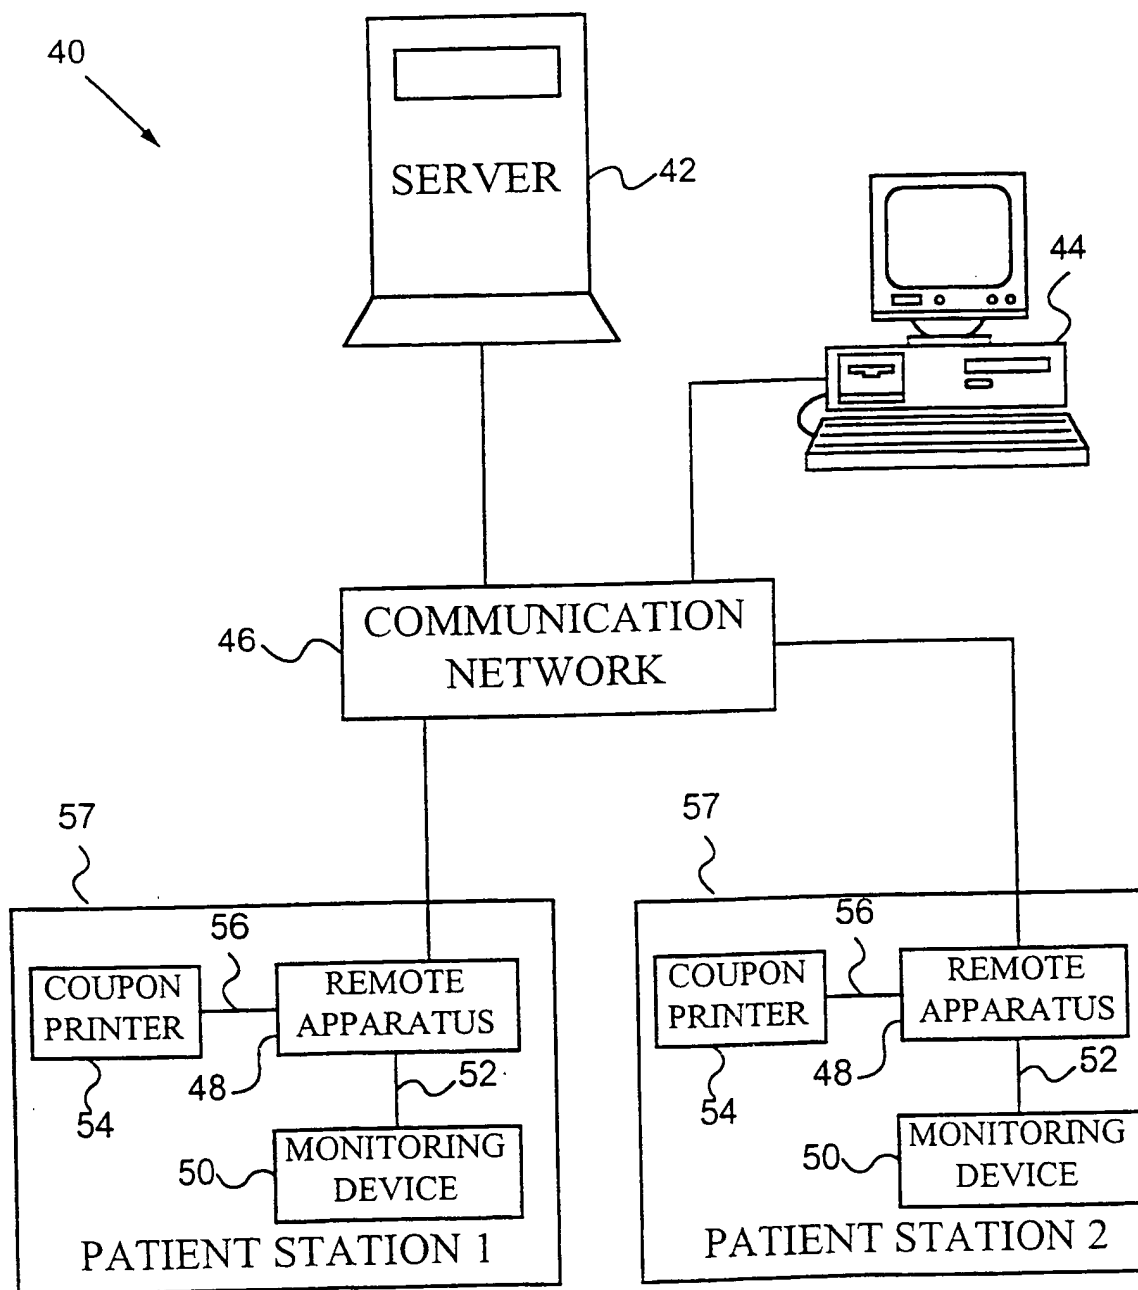 40
SERVER
42
44
COMMUNICATION
NETWORK
46
57
57
56
COUPON
PRINTER
REMOTE
APPARATUS
48
52
54
50
MONITORING
DEVICE
PATIENT STATION 1
56
COUPON
PRINTER
REMOTE
APPARATUS
48
52
54
50
MONITORING
DEVICE
PATIENT STATION 2